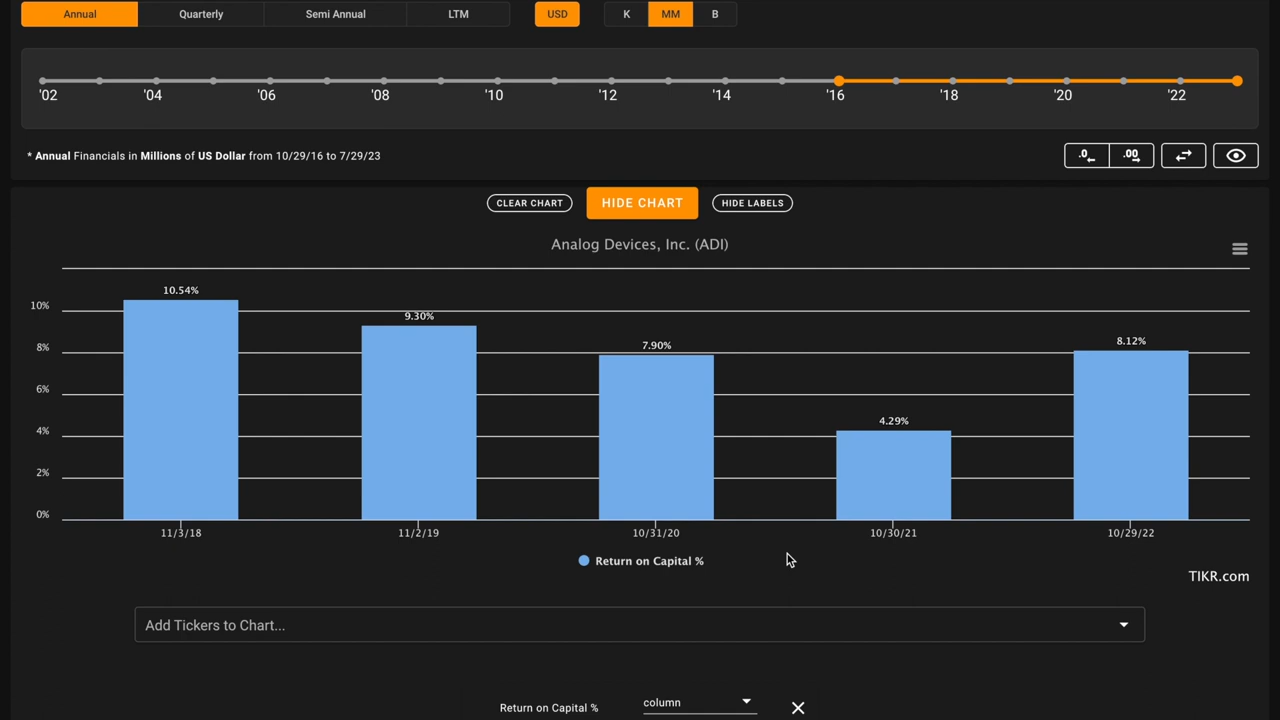 Annual Quarterly Semi Annual LTM USD K MM B
'02 '04 '06 '08 '10 '12 '14 '16 '18 '20 '22
* Annual Financials in Millions of US Dollar from 10/29/16 to 7/29/23
.0 .00
CLEAR CHART HIDE CHART HIDE LABELS
Analog Devices, Inc. (ADI)
10%
8%
6%
4%
2%
0%
10.54% 9.30% 7.90% 4.29% 8.12%
11/3/18 11/2/19 10/31/20 10/30/21 10/29/22
Return on Capital %
TIKR.com
Add Tickers to Chart...
Return on Capital % column